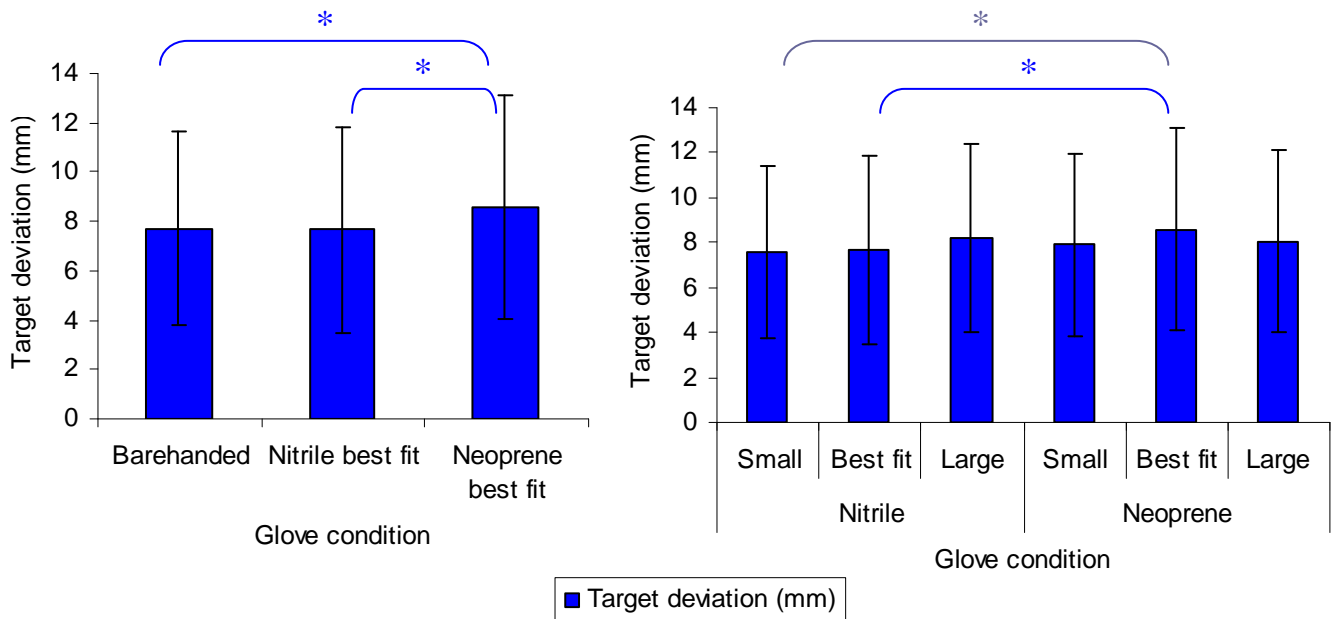 *
*
14
12
10
8
6
4
2
0
Target deviation (mm)
Barehanded
Nitrile best fit
Neoprene
best fit
Glove condition
*
*
14
12
10
8
6
4
2
0
Target deviation (mm)
Small
Best fit
Large
Small
Best fit
Large
Nitrile
Neoprene
Glove condition
Target deviation (mm)